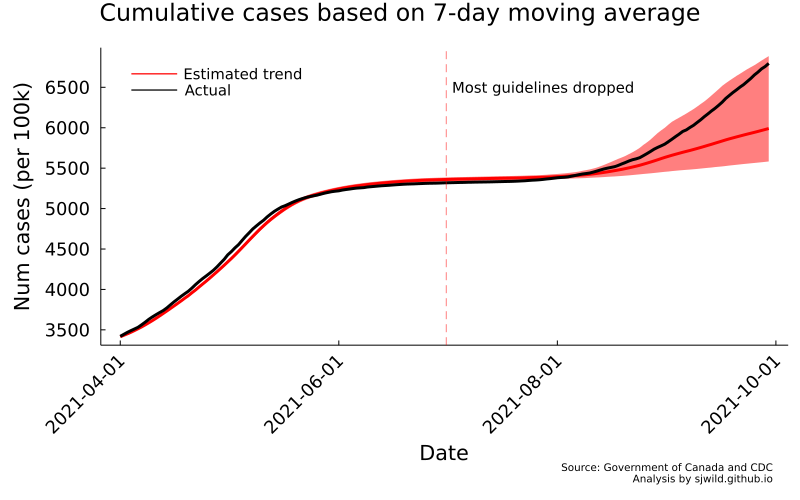 Cumulative cases based on 7-day moving average
Num cases (per 100k)
6500
6000
5500
5000
4500
4000
3500
Estimated trend
Actual
Most guidelines dropped
2021-04-01
2021-06-01
2021-08-01
2021-10-01
Date
Source: Government of Canada and CDC
Analysis by sjwild.github.io